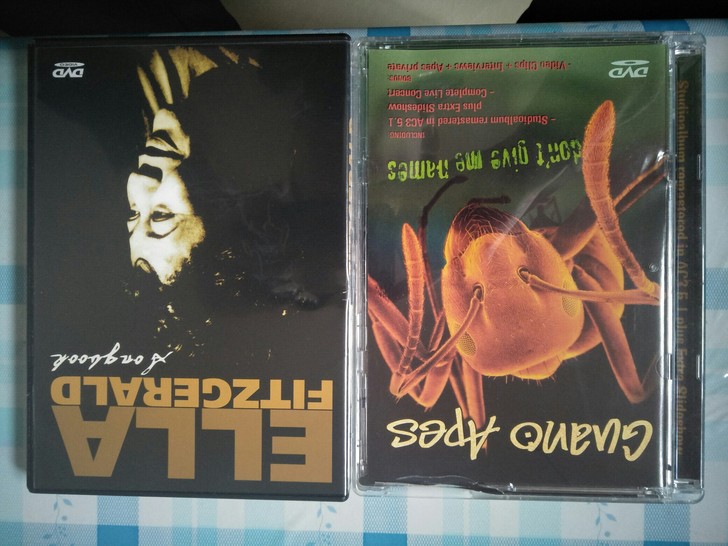 ELLA
FITZGERALD
Songbook
DVD
Guano Apes
don't give me names
INCLUDING
- Studioalbum remastered in AC3 5.1
plus Extra Slideshow
- Complete Live Concert
BONUS:
- Video Clips + Interviews + Apes private
DVD
Studioalbum remastered in AC3 5.1 plus Extra Slideshow